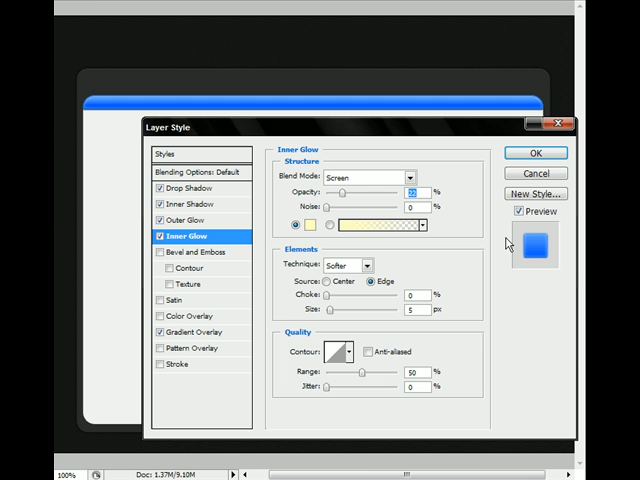 Layer Style
Styles
Blending Options: Default
Drop Shadow
Inner Shadow
Outer Glow
Inner Glow
Bevel and Emboss
Contour
Texture
Satin
Color Overlay
Gradient Overlay
Pattern Overlay
Stroke
Inner Glow
Structure
Blend Mode: Screen
Opacity: 22 %
Noise: 0 %
Elements
Technique: Softer
Source: Center Edge
Choke: 0 %
Size: 5 px
Quality
Contour: Anti-aliased
Range: 50 %
Jitter: 0 %
OK
Cancel
New Style...
Preview
100% Doc: 1.37M/9.10M